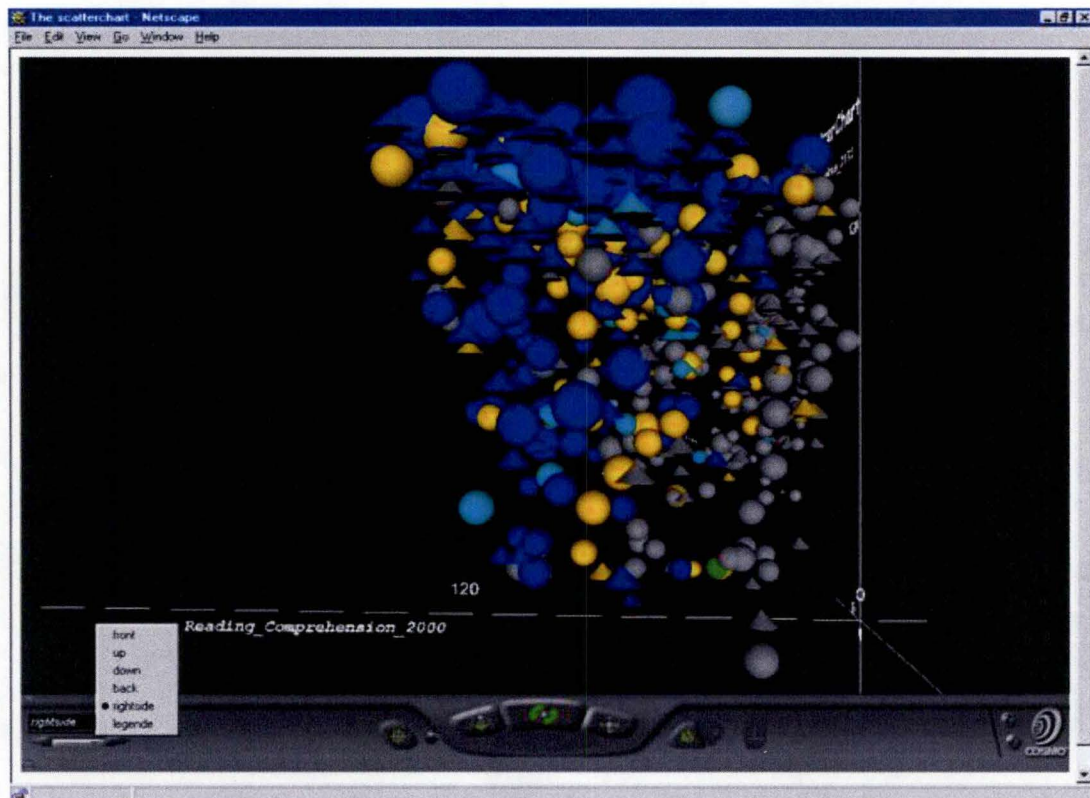 The scatterchart - Netscape
File Edit View Go Window Help
120
0
Reading_Comprehension_2000
front
up
down
back
rightside
legende
rightside
COSMO